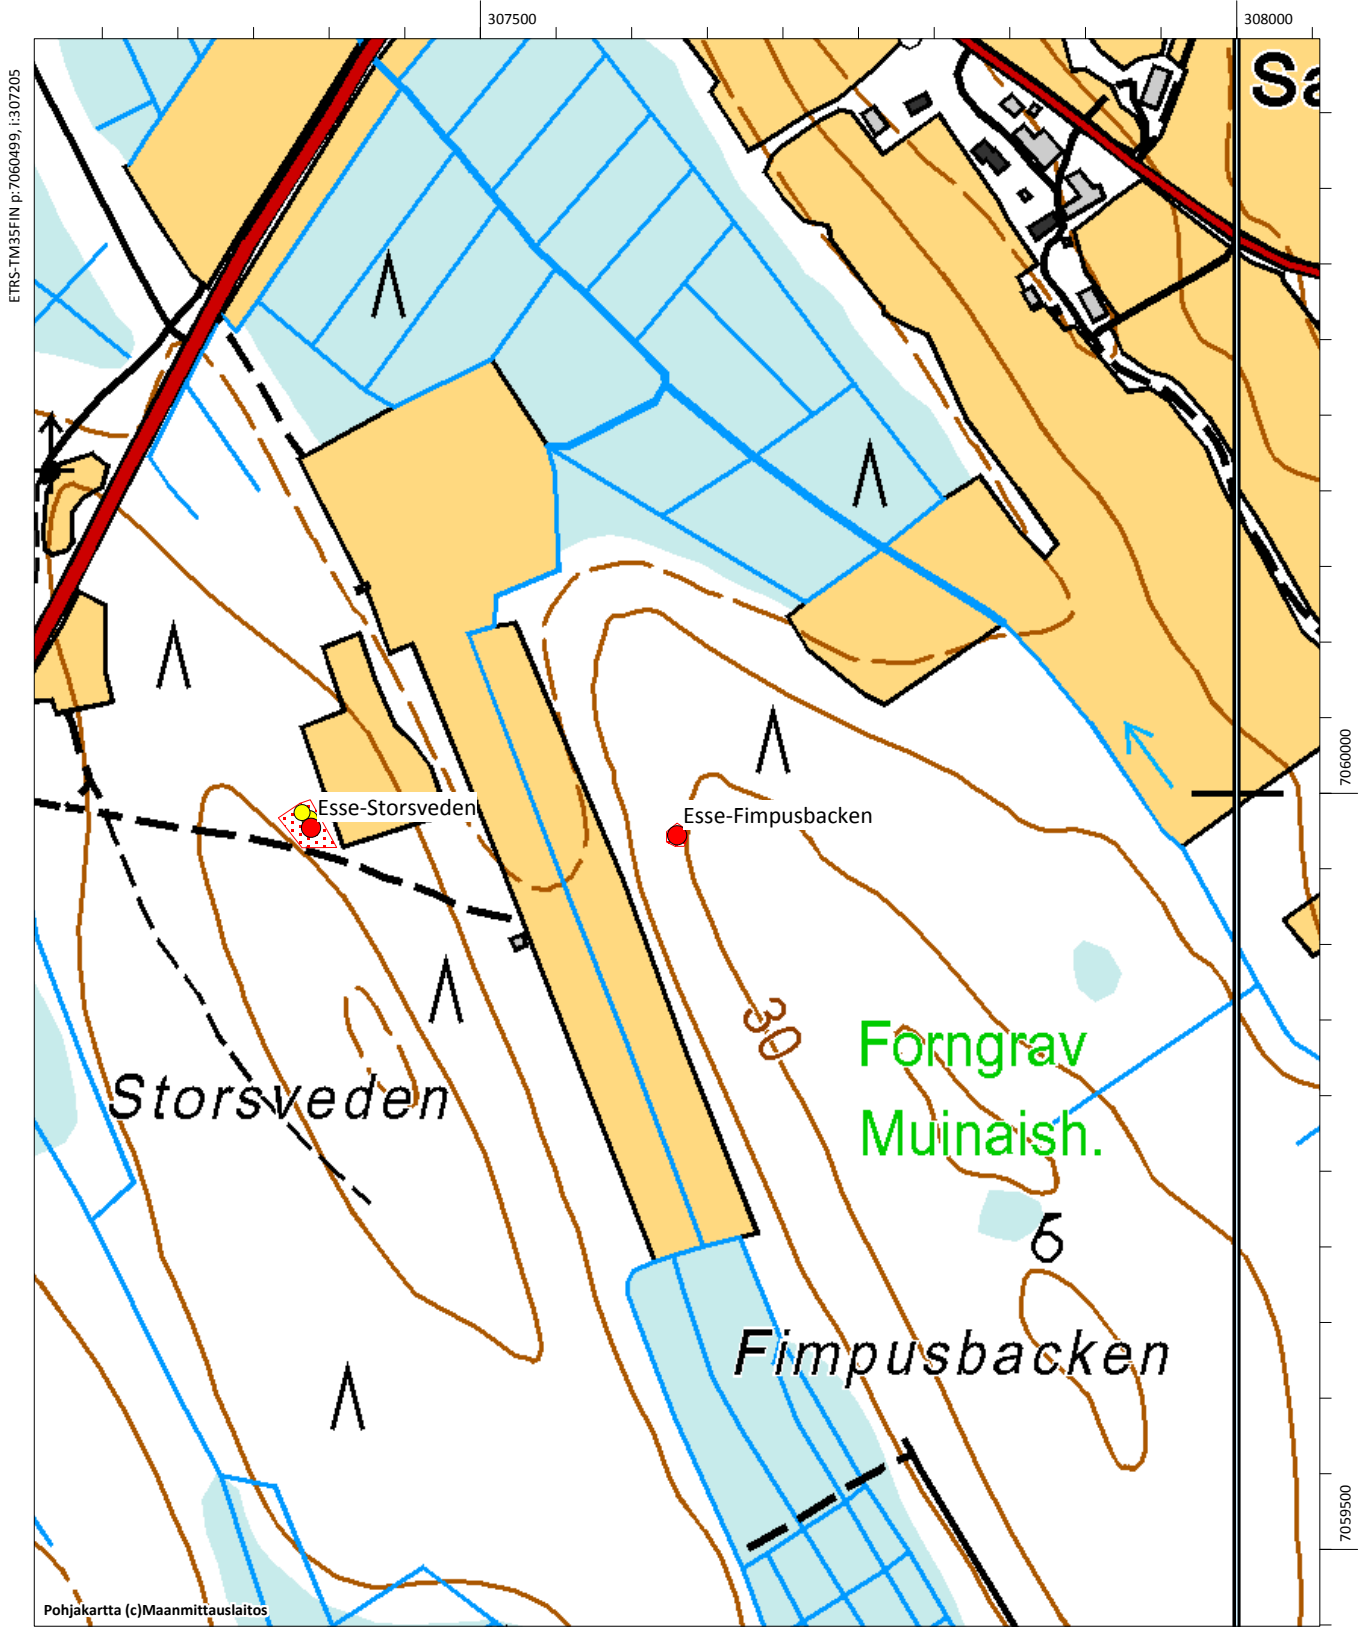 307500
308000
ETRS-TM35FIN p:7060499, i:307205
Sa
7060000
Esse-Storsveden
Esse-Fimpusbacken
30
Forngrav
Muinaish.
Storsveden
Fimpusbacken
7059500
Pohjakartta (c)Maanmittauslaitos